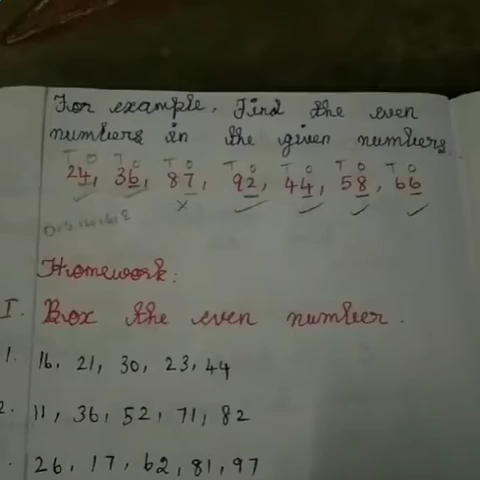 For example, Find the even
numbers in the given numbers
T O T O T O T O T O T O
24, 36, 87, 92, 44, 58, 66
Homework:
I. Box the even number.
1. 16, 21, 30, 23, 44
2. 11, 36, 52, 71, 82
. 26, 17, 62, 81, 97